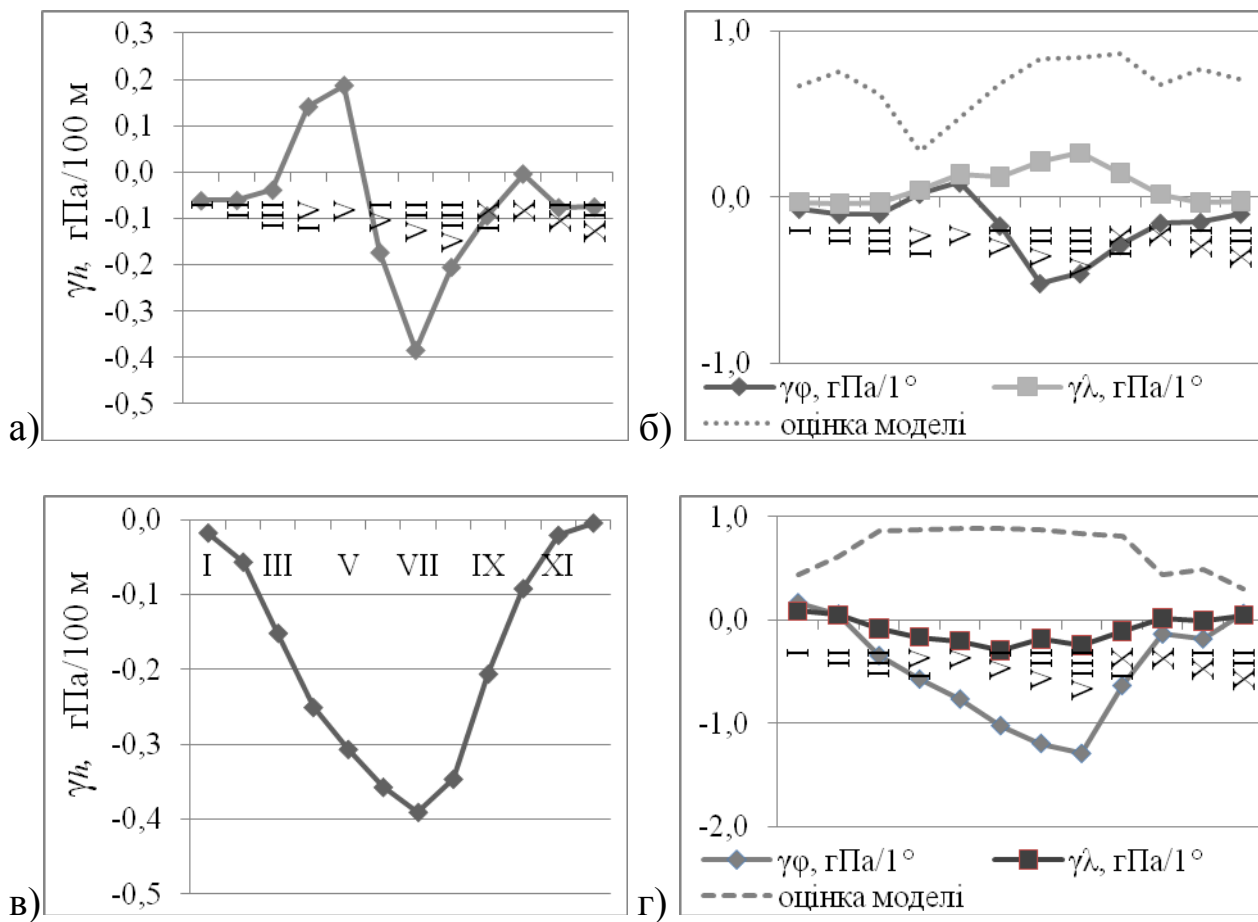 0,3
0,2
0,1
0,0
-0,1
-0,2
-0,3
-0,4
-0,5
γh, гПа/100 м
I II III IV V VI VII VIII IX X XI XII
а)
1,0
0,0
-1,0
I II III IV V VI VII VIII IX X XI XII
γφ, гПа/1° γλ, гПа/1°
оцінка моделі
б)
0,0
-0,1
-0,2
-0,3
-0,4
-0,5
γh, гПа/100 м
I III V VII IX XI
в)
1,0
0,0
-1,0
-2,0
I II III IV V VI VII VIII IX X XI XII
γφ, гПа/1° γλ, гПа/1°
оцінка моделі
г)